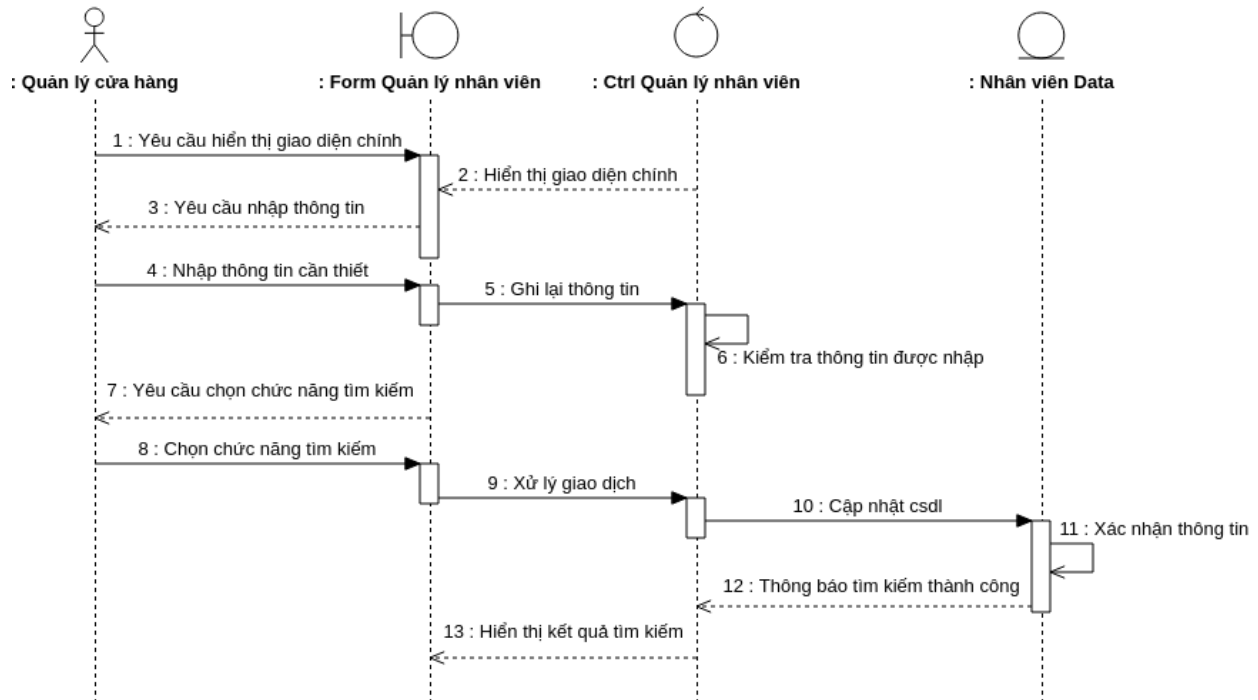 : Quản lý cửa hàng
: Form Quản lý nhân viên
: Ctrl Quản lý nhân viên
: Nhân viên Data
1 : Yêu cầu hiển thị giao diện chính
2 : Hiển thị giao diện chính
3 : Yêu cầu nhập thông tin
4 : Nhập thông tin cần thiết
5 : Ghi lại thông tin
6 : Kiểm tra thông tin được nhập
7 : Yêu cầu chọn chức năng tìm kiếm
8 : Chọn chức năng tìm kiếm
9 : Xử lý giao dịch
10 : Cập nhật csdl
11 : Xác nhận thông tin
12 : Thông báo tìm kiếm thành công
13 : Hiển thị kết quả tìm kiếm